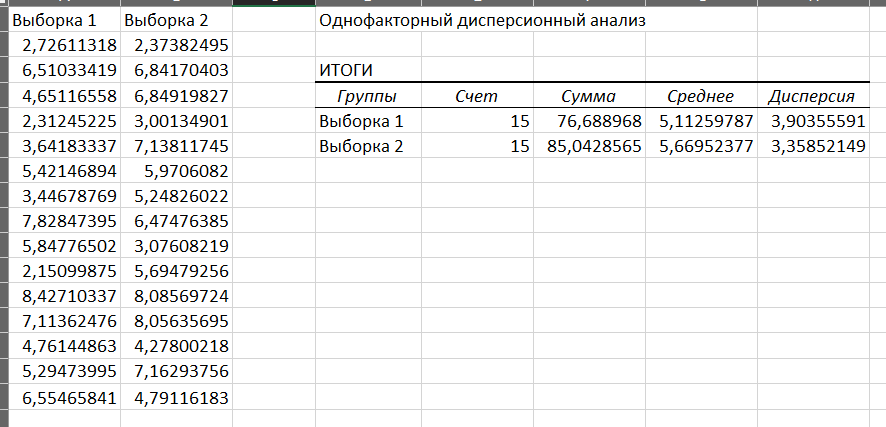 Выборка 1 Выборка 2 Однофакторный дисперсионный анализ
2,72611318 2,37382495
6,51033419 6,84170403 ИТОГИ
4,65116558 6,84919827 Группы Счет Сумма Среднее Дисперсия
2,31245225 3,00134901 Выборка 1 15 76,688968 5,11259787 3,90355591
3,64183337 7,13811745 Выборка 2 15 85,0428565 5,66952377 3,35852149
5,42146894 5,9706082
3,44678769 5,24826022
7,82847395 6,47476385
5,84776502 3,07608219
2,15099875 5,69479256
8,42710337 8,08569724
7,11362476 8,05635695
4,76144863 4,27800218
5,29473995 7,16293756
6,55465841 4,79116183